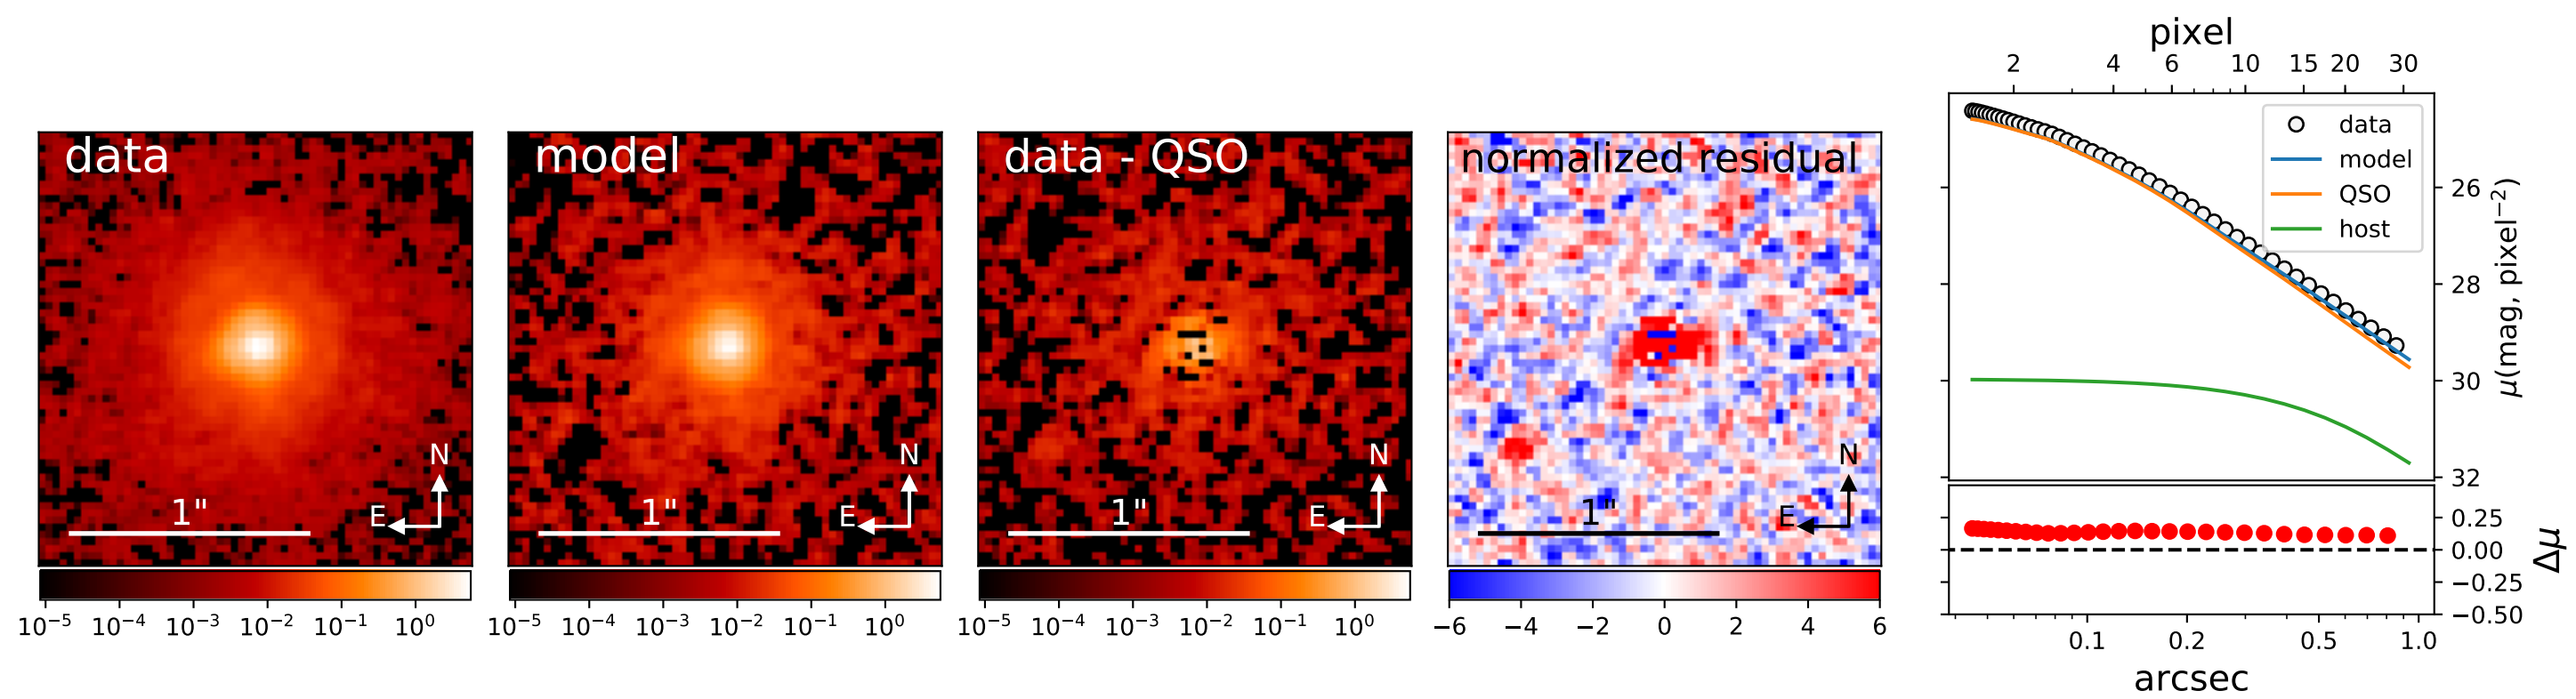 data
1"
N
E
10⁻⁵ 10⁻⁴ 10⁻³ 10⁻² 10⁻¹ 10⁰
model
1"
N
E
10⁻⁵ 10⁻⁴ 10⁻³ 10⁻² 10⁻¹ 10⁰
data - QSO
1"
N
E
10⁻⁵ 10⁻⁴ 10⁻³ 10⁻² 10⁻¹ 10⁰
normalized residual
1"
N
E
−6 −4 −2 0 2 4 6
pixel
2 4 6 10 15 20 30
data
model
QSO
host
26
28
30
32
μ(mag, pixel⁻²)
0.25
0.00
−0.25
−0.50
Δμ
0.1 0.2 0.5 1.0
arcsec